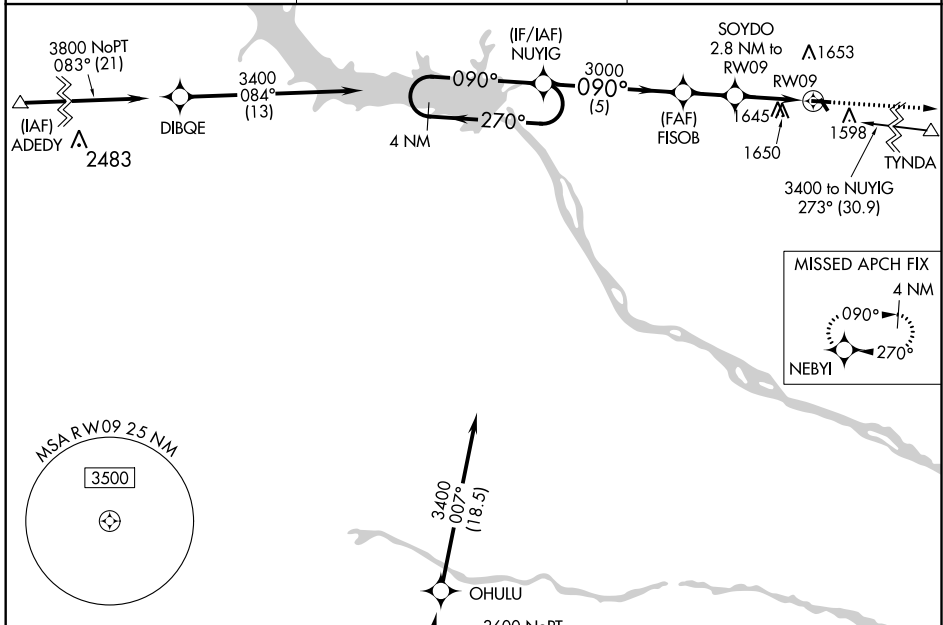 3800 NoPT
083° (21)
(IAF)
ADEDY
2483
DIBQE
3400
084°
(13)
090°
270°
4 NM
(IF/IAF)
NUYIG
3000
090°
(5)
(FAF)
FISOB
SOYDO
2.8 NM to
RW09
1653
RW09
1645
1650
1598
TYNDA
3400 to NUYIG
273° (30.9)
MISSED APCH FIX
4 NM
090°
270°
NEBYI
MSA RW09 25 NM
3500
3400
007°
(18.5)
OHULU